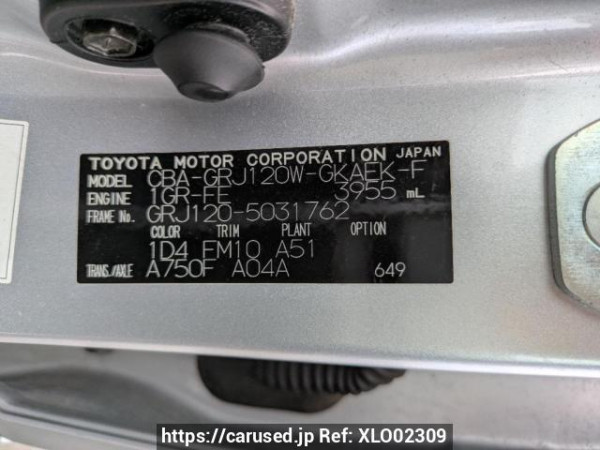 TOYOTA MOTOR CORPORATION JAPAN
MODEL CBA-GRJ120W-GKAEK-F
ENGINE 1GR-FE 3955 mL
FRAME No. GRJ120-5031762
COLOR TRIM PLANT OPTION
1D4 FM10 A51
TRANS./AXLE A750F A04A 649
https://carused.jp Ref: XLO02309